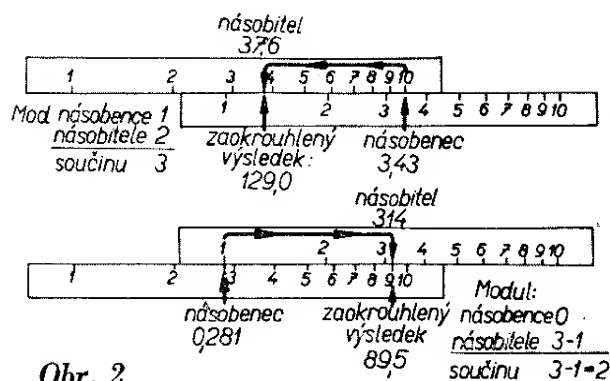 násobitel
37,6
1 2 3 4 5 6 7 8 9 10
Mod. násobence 1
násobitele 2
součinu 3
1 2 3 4 5 6 7 8 9 10
zaokrouhlený
výsledek:
129,0
násobenec
3,43
násobitel
314
1 2 3 4 5 6 7 8 9 10
1 2 3 4 5 6 7 8 9 10
násobenec
0,281
zaokrouhlený
výsledek
89,5
Modul:
násobence 0
násobitele 3-1
součinu 3-1=2
Obr. 2